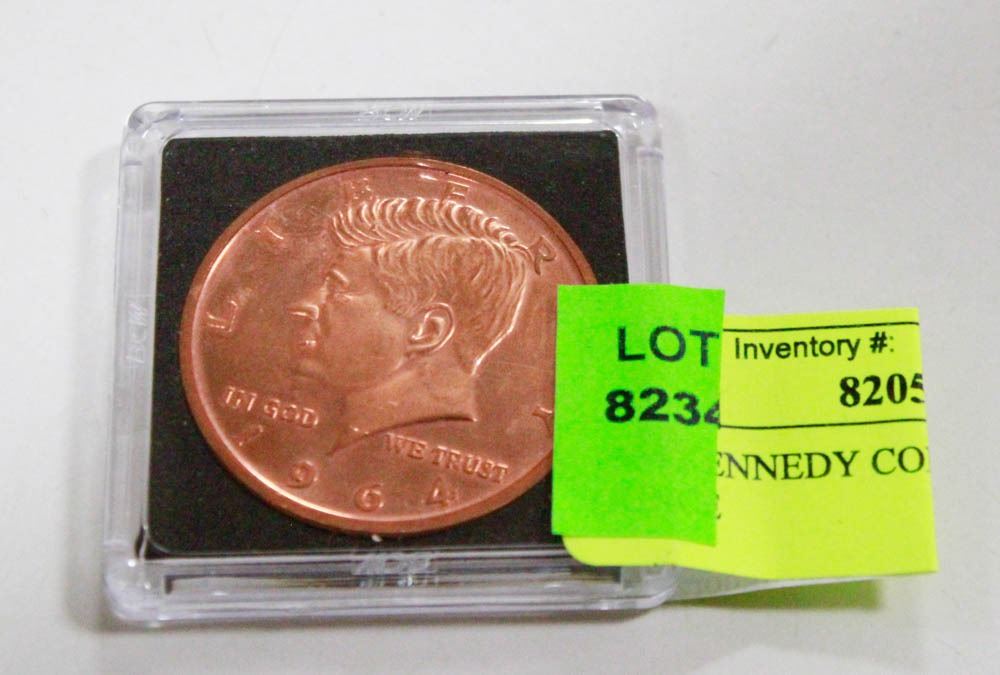 LIBERTY
IN GOD WE TRUST
1964
LOT
8234
Inventory #:
8205
ENNEDY CO